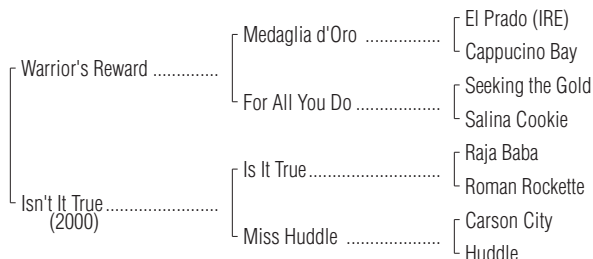 El Prado (IRE)
Medaglia d'Oro ................
Cappucino Bay
Warrior's Reward ..............
Seeking the Gold
For All You Do ..................
Salina Cookie
Raja Baba
Is It True............................
Roman Rockette
Isn't It True........................
(2000)
Carson City
Miss Huddle ....................
Huddle